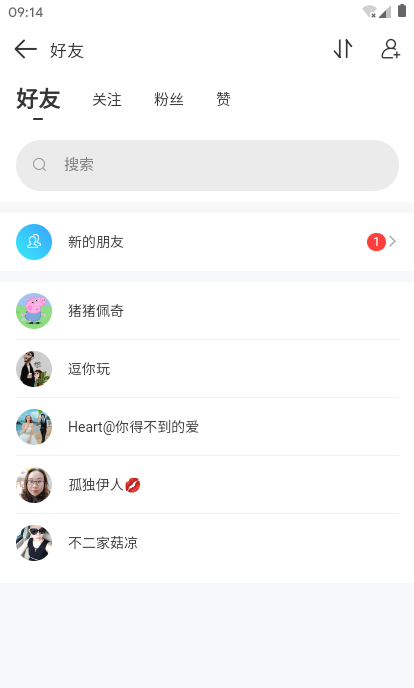 09:14
好友
好友 关注 粉丝 赞
搜索
新的朋友 1
猪猪佩奇
逗你玩
Heart@你得不到的爱
孤独伊人💋
不二家菇凉